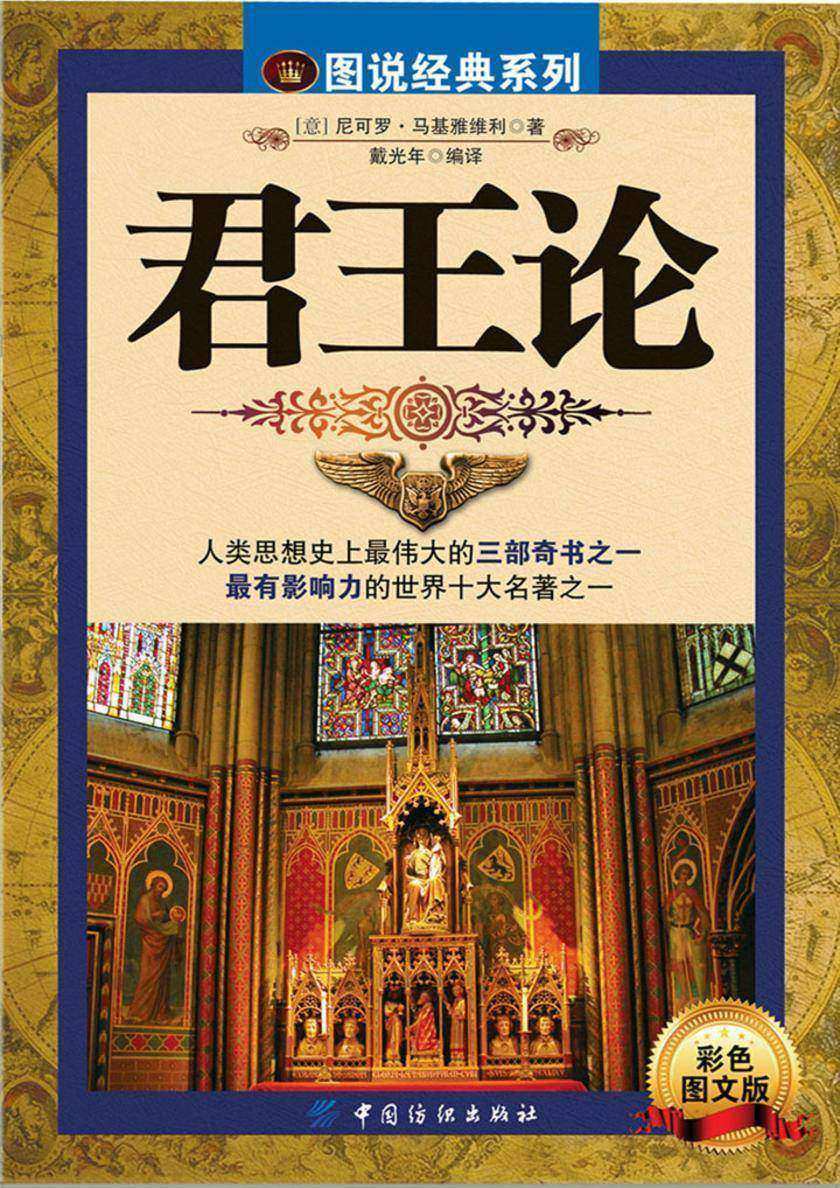 图说经典系列
[意]尼可罗·马基雅维利◎著
戴光年◎编译
君王论
人类思想史上最伟大的三部奇书之一
最有影响力的世界十大名著之一
彩色
图文版
中国纺织出版社